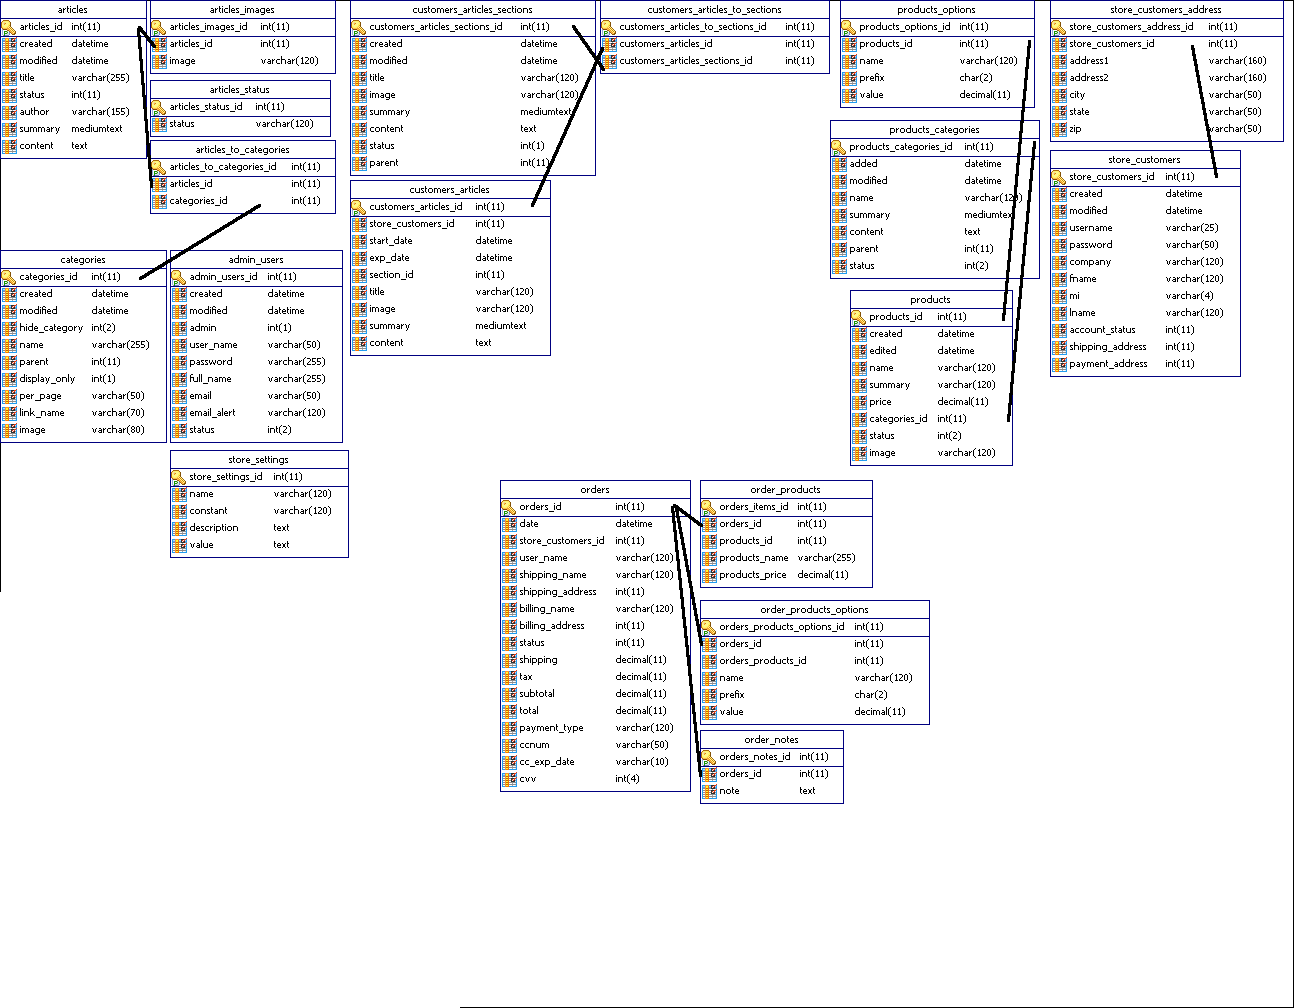 articles
articles_id int(11)
created datetime
modified datetime
title varchar(255)
status int(11)
author varchar(155)
summary mediumtext
content text
articles_images
articles_images_id int(11)
articles_id int(11)
image varchar(120)
articles_status
articles_status_id int(11)
status varchar(120)
articles_to_categories
articles_to_categories_id int(11)
articles_id int(11)
categories_id int(11)
customers_articles_sections
customers_articles_sections_id int(11)
created datetime
modified datetime
title varchar(120)
image varchar(120)
summary mediumtext
content text
status int(1)
parent int(11)
customers_articles
customers_articles_id int(11)
store_customers_id int(11)
start_date datetime
exp_date datetime
section_id int(11)
title varchar(120)
image varchar(120)
summary mediumtext
content text
customers_articles_to_sections
customers_articles_to_sections_id int(11)
customers_articles_id int(11)
customers_articles_sections_id int(11)
products_options
products_options_id int(11)
products_id int(11)
name varchar(120)
prefix char(2)
value decimal(11)
products_categories
products_categories_id int(11)
added datetime
modified datetime
name varchar(120)
summary mediumtext
content text
parent int(11)
status int(2)
products
products_id int(11)
created datetime
edited datetime
name varchar(120)
summary varchar(120)
price decimal(11)
categories_id int(11)
status int(2)
image varchar(120)
store_customers_address
store_customers_address_id int(11)
store_customers_id int(11)
address1 varchar(160)
address2 varchar(160)
city varchar(50)
state varchar(50)
zip varchar(50)
store_customers
store_customers_id int(11)
created datetime
modified datetime
username varchar(25)
password varchar(50)
company varchar(120)
fname varchar(120)
mi varchar(4)
lname varchar(120)
account_status int(11)
shipping_address int(11)
payment_address int(11)
categories
categories_id int(11)
created datetime
modified datetime
hide_category int(2)
name varchar(255)
parent int(11)
display_only int(1)
per_page varchar(50)
link_name varchar(70)
image varchar(80)
admin_users
admin_users_id int(11)
created datetime
modified datetime
admin int(1)
user_name varchar(50)
password varchar(255)
full_name varchar(255)
email varchar(50)
email_alert varchar(120)
status int(2)
store_settings
store_settings_id int(11)
name varchar(120)
constant varchar(120)
description text
value text
orders
orders_id int(11)
date datetime
store_customers_id int(11)
user_name varchar(120)
shipping_name varchar(120)
shipping_address int(11)
billing_name varchar(120)
billing_address int(11)
status int(11)
shipping decimal(11)
tax decimal(11)
subtotal decimal(11)
total decimal(11)
payment_type varchar(120)
ccnum varchar(50)
cc_exp_date varchar(10)
cvv int(4)
order_products
orders_items_id int(11)
orders_id int(11)
products_id int(11)
products_name varchar(255)
products_price decimal(11)
order_products_options
orders_products_options_id int(11)
orders_id int(11)
orders_products_id int(11)
name varchar(120)
prefix char(2)
value decimal(11)
order_notes
orders_notes_id int(11)
orders_id int(11)
note text